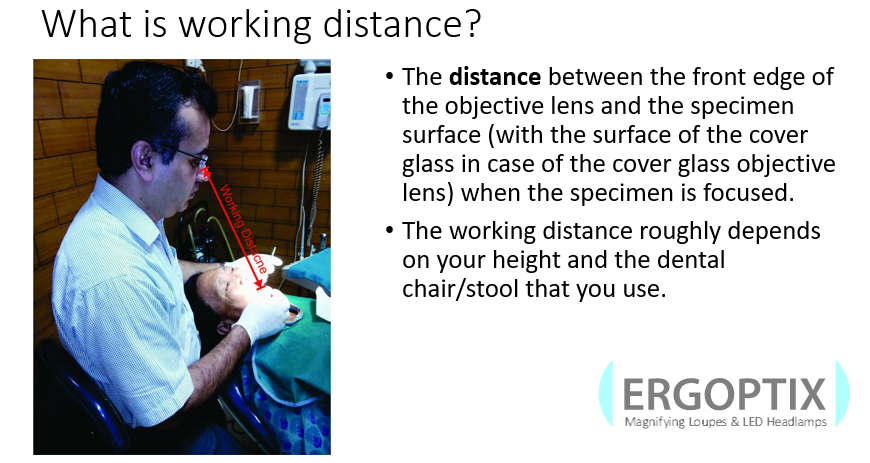 What is working distance?
• The distance between the front edge of
the objective lens and the specimen
surface (with the surface of the cover
glass in case of the cover glass objective
lens) when the specimen is focused.
• The working distance roughly depends
on your height and the dental
chair/stool that you use.
Working Distacne
ERGOPTIX
Magnifying Loupes & LED Headlamps